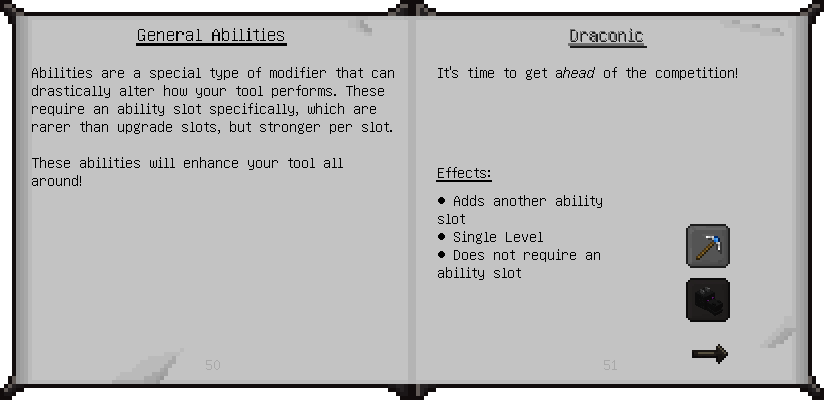 General Abilities
Abilities are a special type of modifier that can
drastically alter how your tool performs. These
require an ability slot specifically, which are
rarer than upgrade slots, but stronger per slot.
These abilities will enhance your tool all
around!
50
Draconic
It's time to get ahead of the competition!
Effects:
● Adds another ability
slot
● Single Level
● Does not require an
ability slot
51